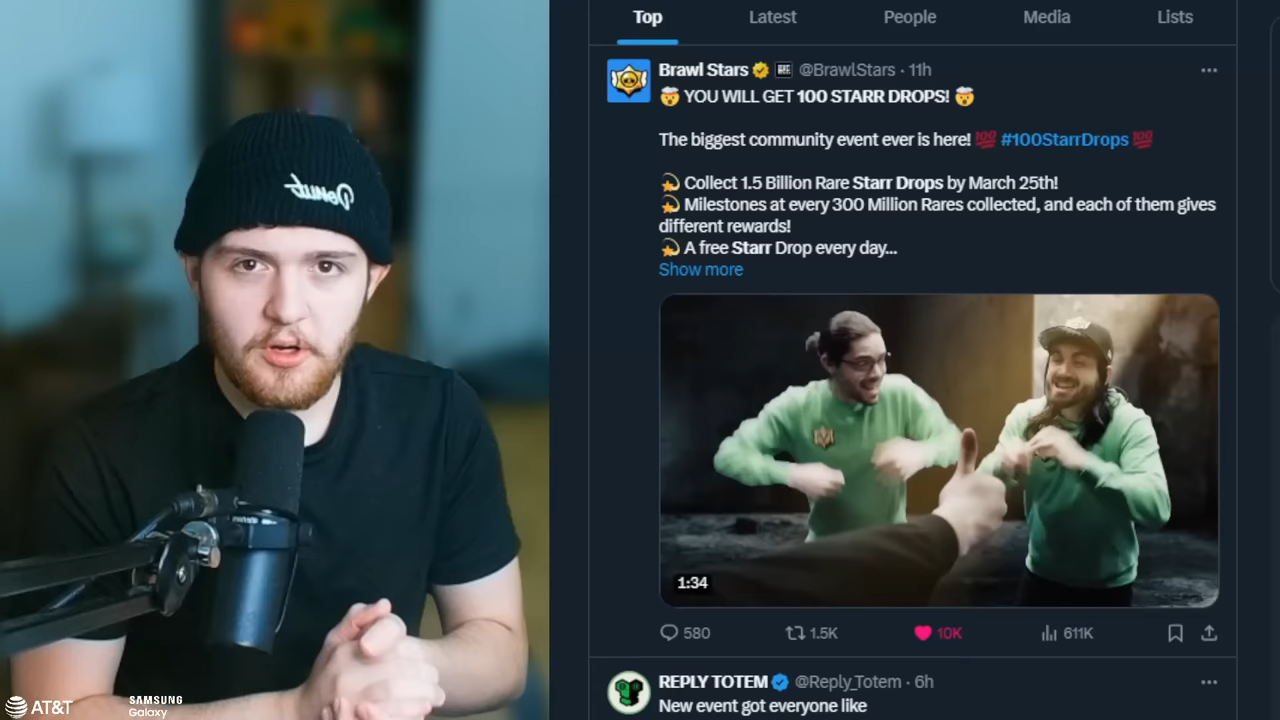 Top
Latest
People
Media
Lists
Brawl Stars @BrawlStars · 11h
🤯 YOU WILL GET 100 STARR DROPS! 🤯
The biggest community event ever is here! 💯 #100StarrDrops 💯
💫 Collect 1.5 Billion Rare Starr Drops by March 25th!
💫 Milestones at every 300 Million Rares collected, and each of them gives
different rewards!
💫 A free Starr Drop every day...
Show more
1:34
580
1.5K
10K
611K
REPLY TOTEM @Reply_Totem · 6h
New event got everyone like
Donut
AT&T
SAMSUNG
Galaxy